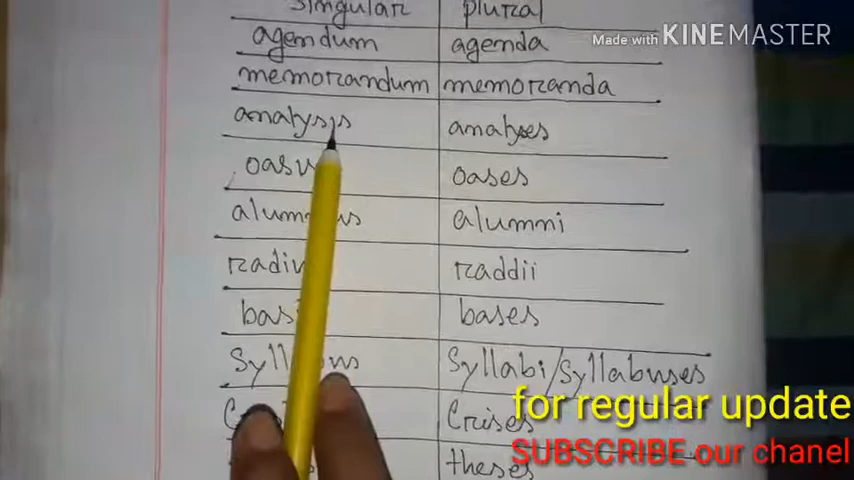 Singular plural
agendum agenda
Made with KINEMASTER
memorandum memoranda
analysis analyses
oases
alumni
raddii
bases
Syllabi/Syllabuses
for regular update
Crises
SUBSCRIBE our chanel
theses